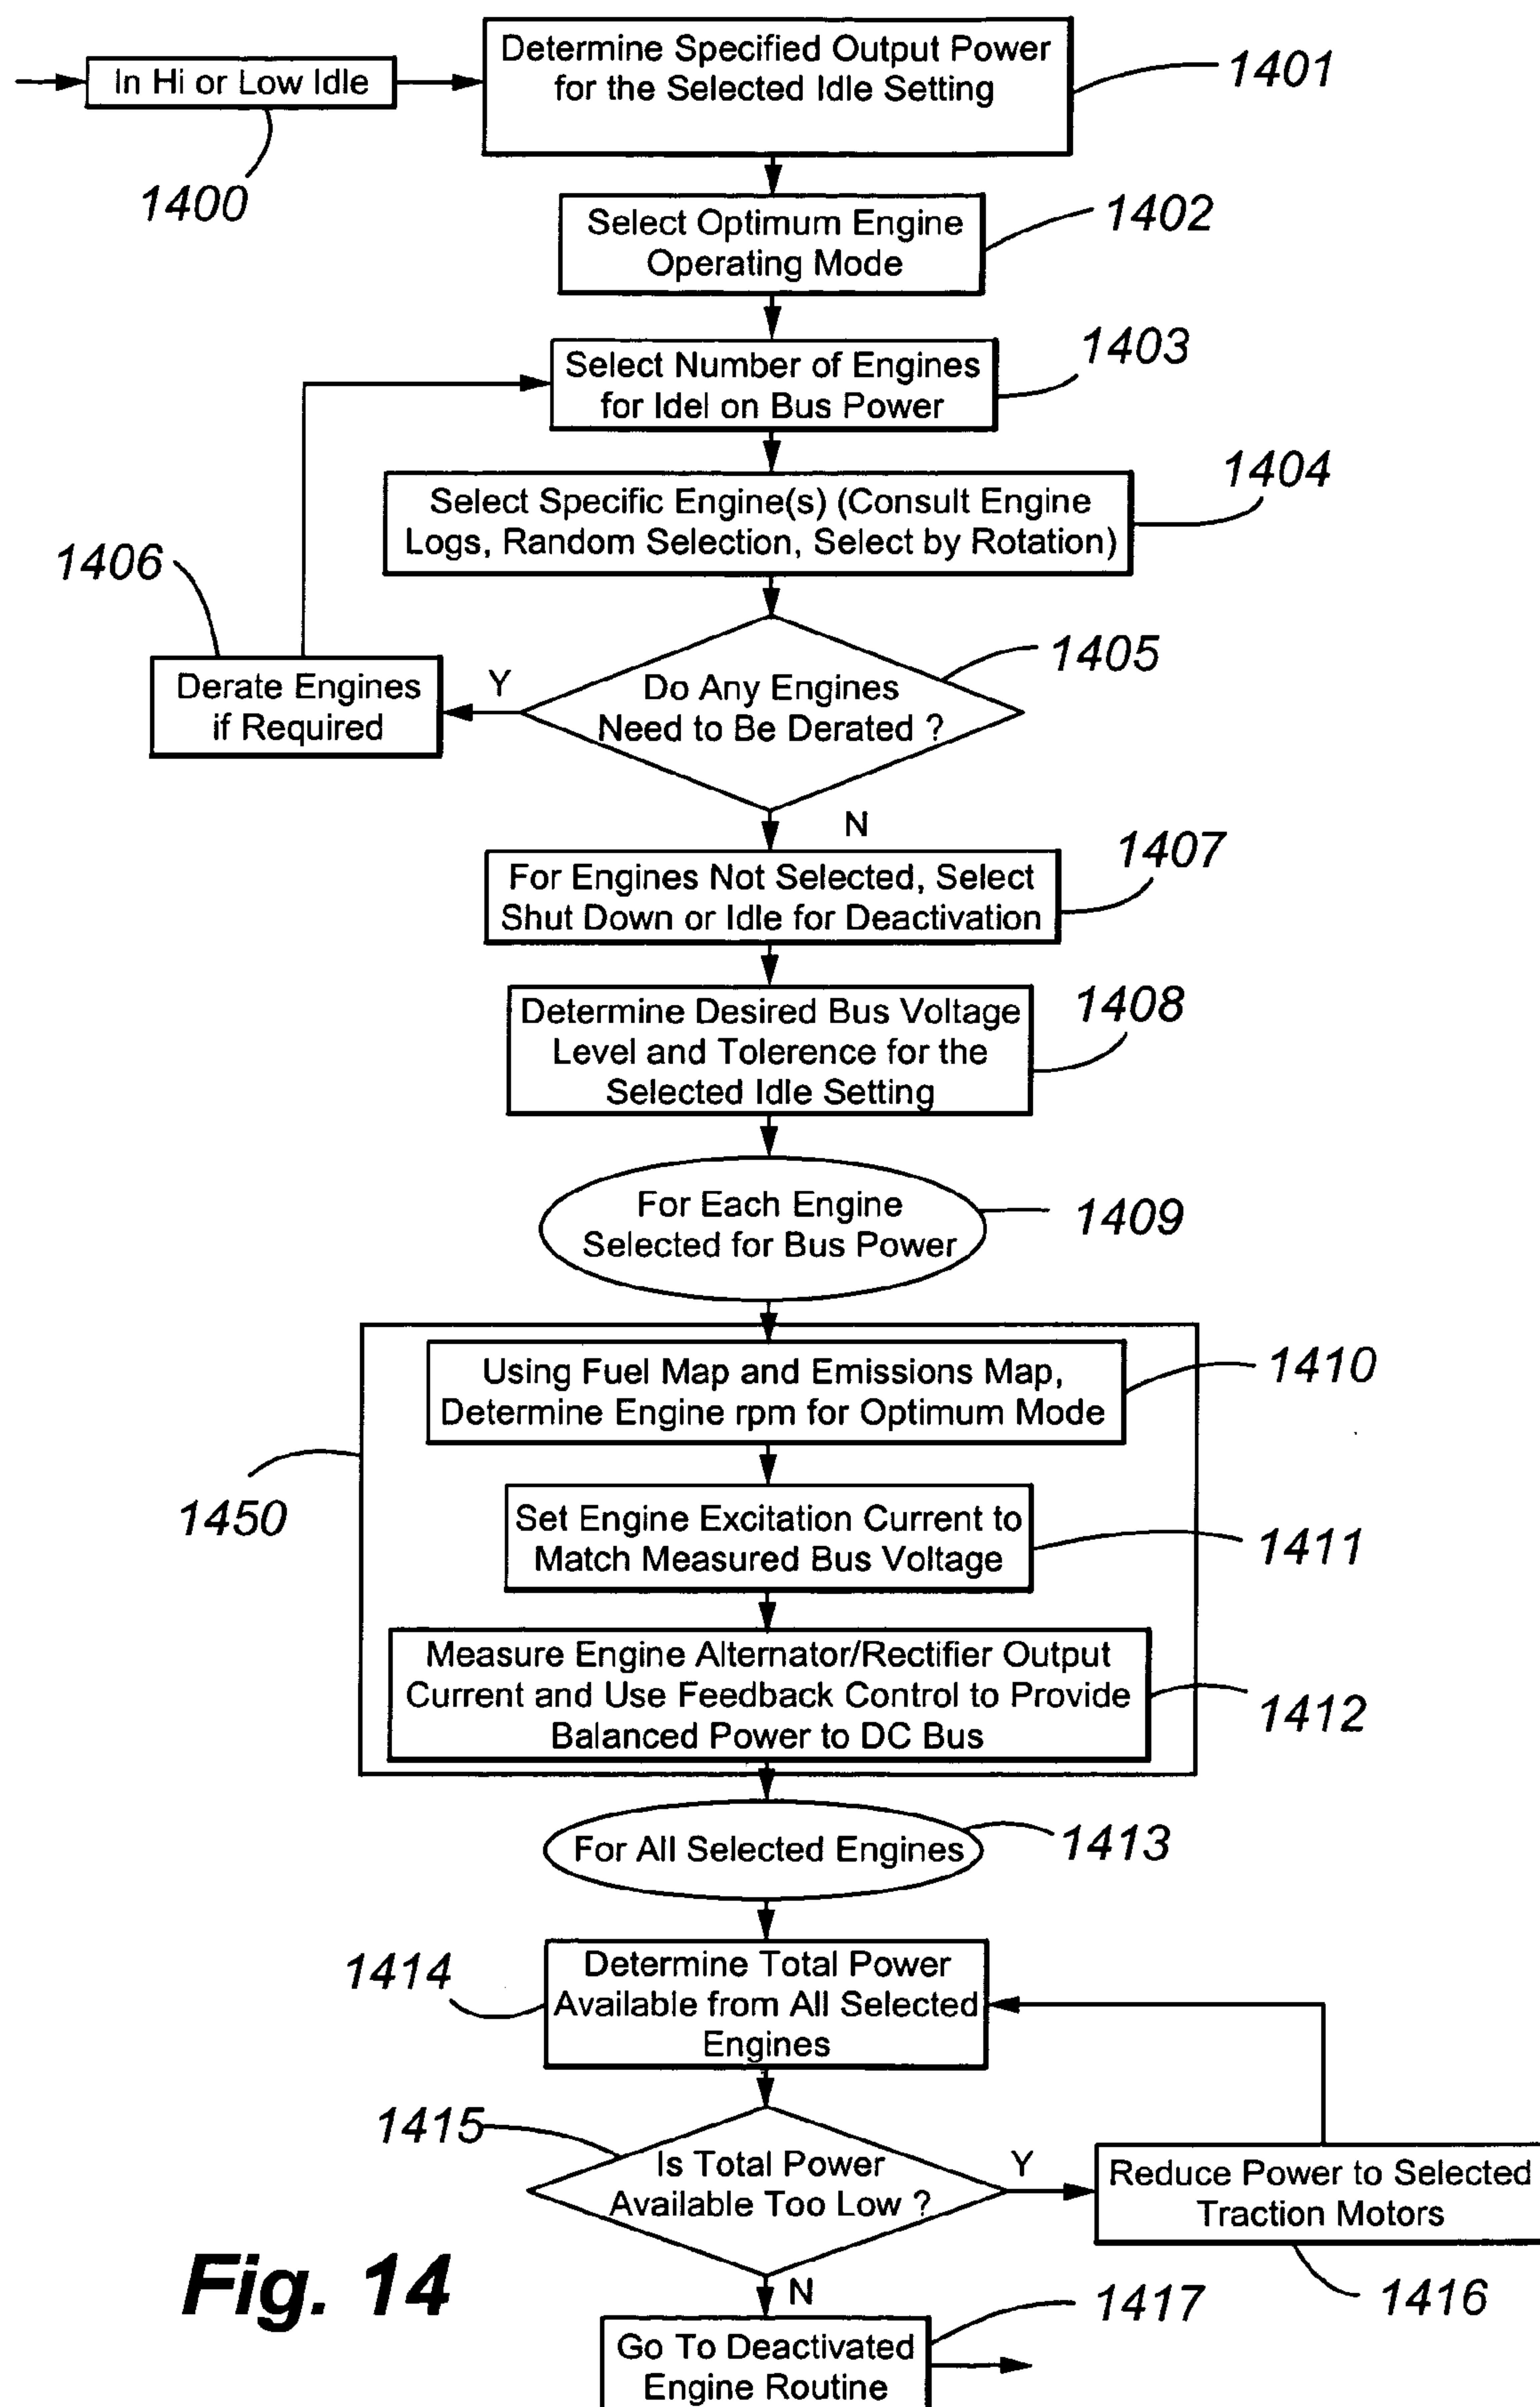 In Hi or Low Idle
1400
Determine Specified Output Power
for the Selected Idle Setting
1401
Select Optimum Engine
Operating Mode
1402
Select Number of Engines
for Idel on Bus Power
1403
Select Specific Engine(s) (Consult Engine
Logs, Random Selection, Select by Rotation)
1404
1406
Derate Engines
if Required
Y
Do Any Engines
Need to Be Derated ?
1405
N
For Engines Not Selected, Select
Shut Down or Idle for Deactivation
1407
Determine Desired Bus Voltage
Level and Tolerence for the
Selected Idle Setting
1408
For Each Engine
Selected for Bus Power
1409
Using Fuel Map and Emissions Map,
Determine Engine rpm for Optimum Mode
1410
1450
Set Engine Excitation Current to
Match Measured Bus Voltage
1411
Measure Engine Alternator/Rectifier Output
Current and Use Feedback Control to Provide
Balanced Power to DC Bus
1412
For All Selected Engines
1413
1414
Determine Total Power
Available from All Selected
Engines
1415
Is Total Power
Available Too Low ?
Y
Reduce Power to Selected
Traction Motors
1416
N
Go To Deactivated
Engine Routine
1417
Fig. 14